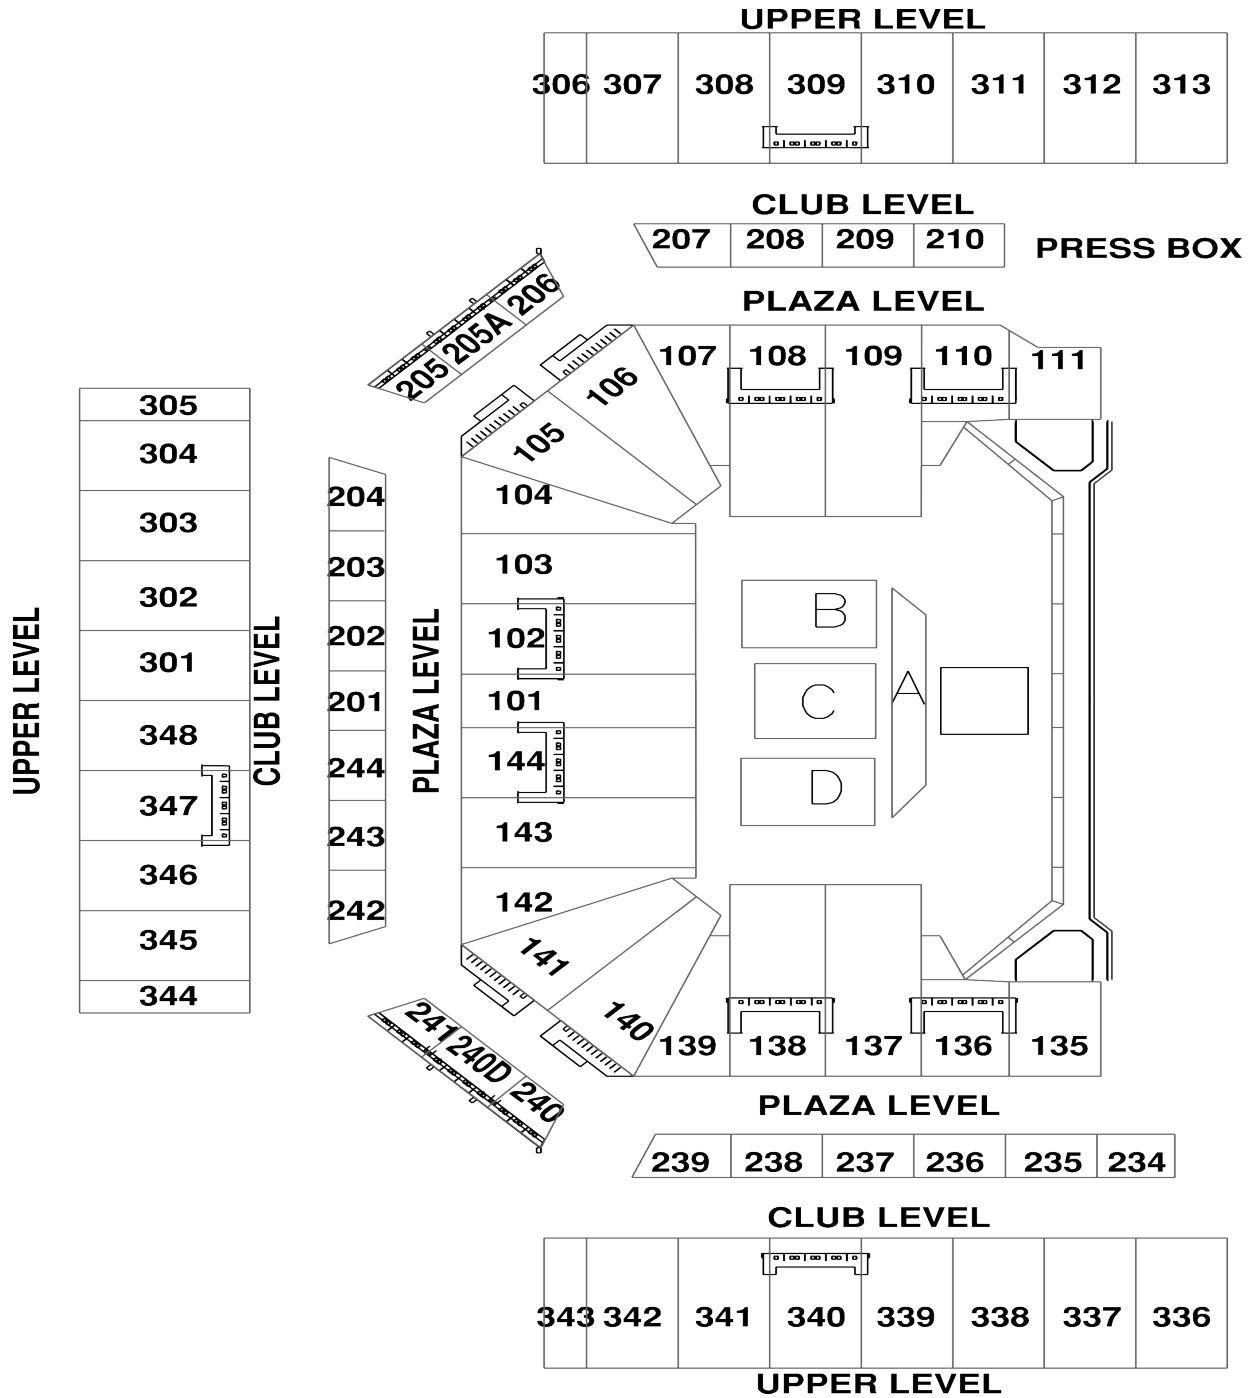 UPPER LEVEL
306 307 308 309 310 311 312 313
CLUB LEVEL
207 208 209 210
PRESS BOX
PLAZA LEVEL
206
205A
205
107 108 109 110 111
106
105
305
304
303
302
301
348
347
346
345
344
UPPER LEVEL
CLUB LEVEL
204
203
202
201
244
243
242
PLAZA LEVEL
104
103
102
101
144
143
142
B
C
A
D
141
140
241
240D
240
139 138 137 136 135
PLAZA LEVEL
239 238 237 236 235 234
CLUB LEVEL
343 342 341 340 339 338 337 336
UPPER LEVEL